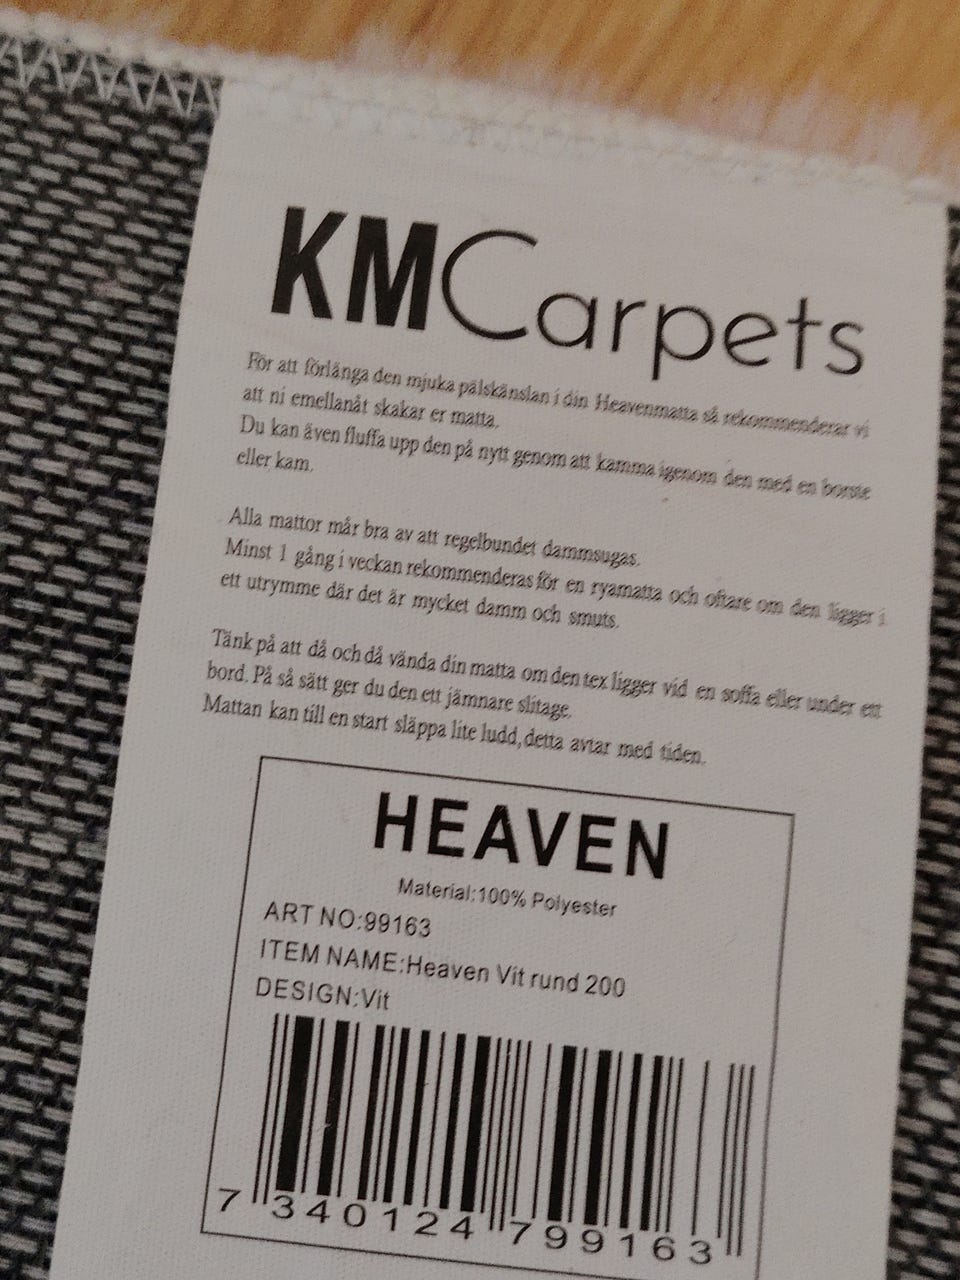 KMCarpets
För att förlänga den mjuka pälskänslan i din Heavenmatta så rekommenderar vi
att ni emellanåt skakar er matta.
Du kan även fluffa upp den på nytt genom att kamma igenom den med en borste
eller kam.
Alla mattor mår bra av att regelbundet dammsugas.
Minst 1 gång i veckan rekommenderas för en ryamatta och oftare om den ligger i
ett utrymme där det är mycket damm och smuts.
Tänk på att då och då vända din matta om den tex ligger vid en soffa eller under ett
bord. På så sätt ger du den ett jämnare slitage.
Mattan kan till en start släppa lite ludd, detta avtar med tiden.
HEAVEN
Material:100% Polyester
ART NO:99163
ITEM NAME:Heaven Vit rund 200
DESIGN:Vit
7 340124 799163